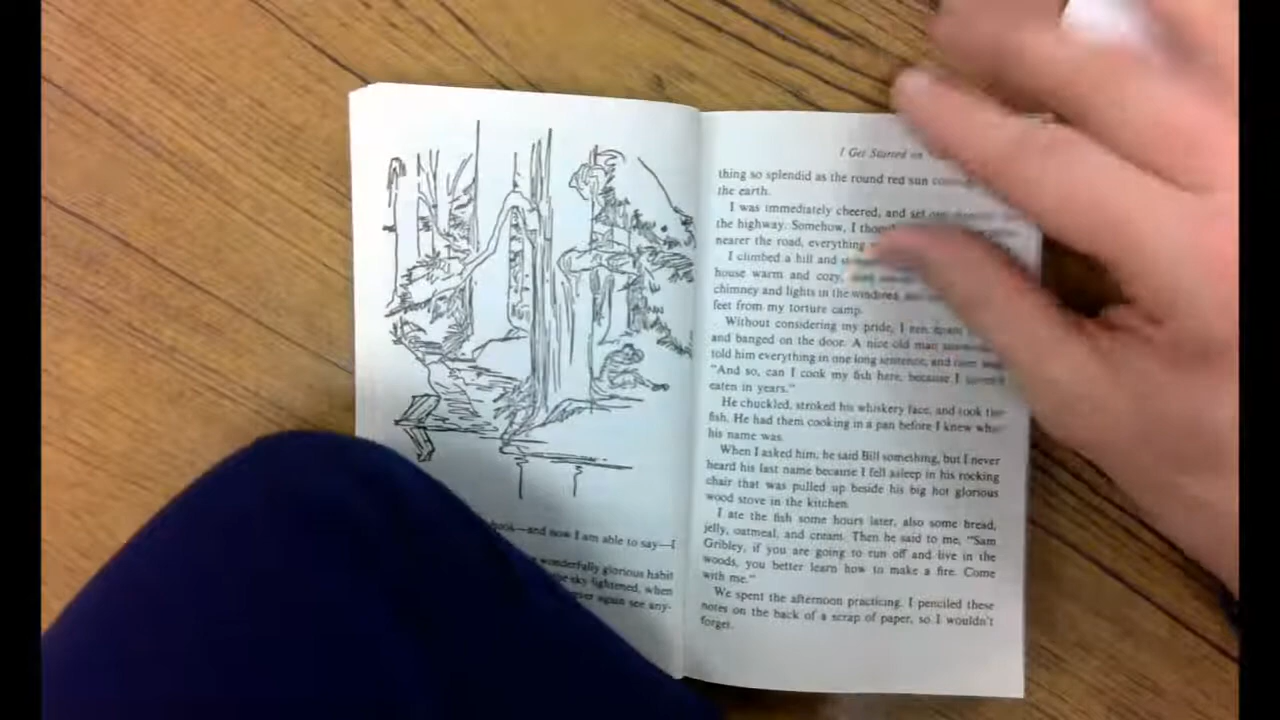 book—and now I am able to say—I
wonderfully glorious habit
the sky lightened, when
ever again see any-
I Get Started on
thing so splendid as the round red sun
the earth.
I was immediately cheered, and set
the highway. Somehow, I
nearer the road, everything
I climbed a hill and
house warm and cozy,
chimney and lights in the windows
feet from my torture camp.
Without considering my pride, I ran
and banged on the door. A nice old man
told him everything in one long sentence, and
"And so, can I cook my fish here, because I
eaten in years."
He chuckled, stroked his whiskery face, and took the
fish. He had them cooking in a pan before I knew
his name was.
When I asked him, he said Bill something, but I never
heard his last name because I fell asleep in his rocking
chair that was pulled up beside his big hot glorious
wood stove in the kitchen.
I ate the fish some hours later, also some bread,
jelly, oatmeal, and cream. Then he said to me, "Sam
Gribley, if you are going to run off and live in the
woods, you better learn how to make a fire. Come
with me."
We spent the afternoon practicing. I penciled these
notes on the back of a scrap of paper, so I wouldn't
forget.